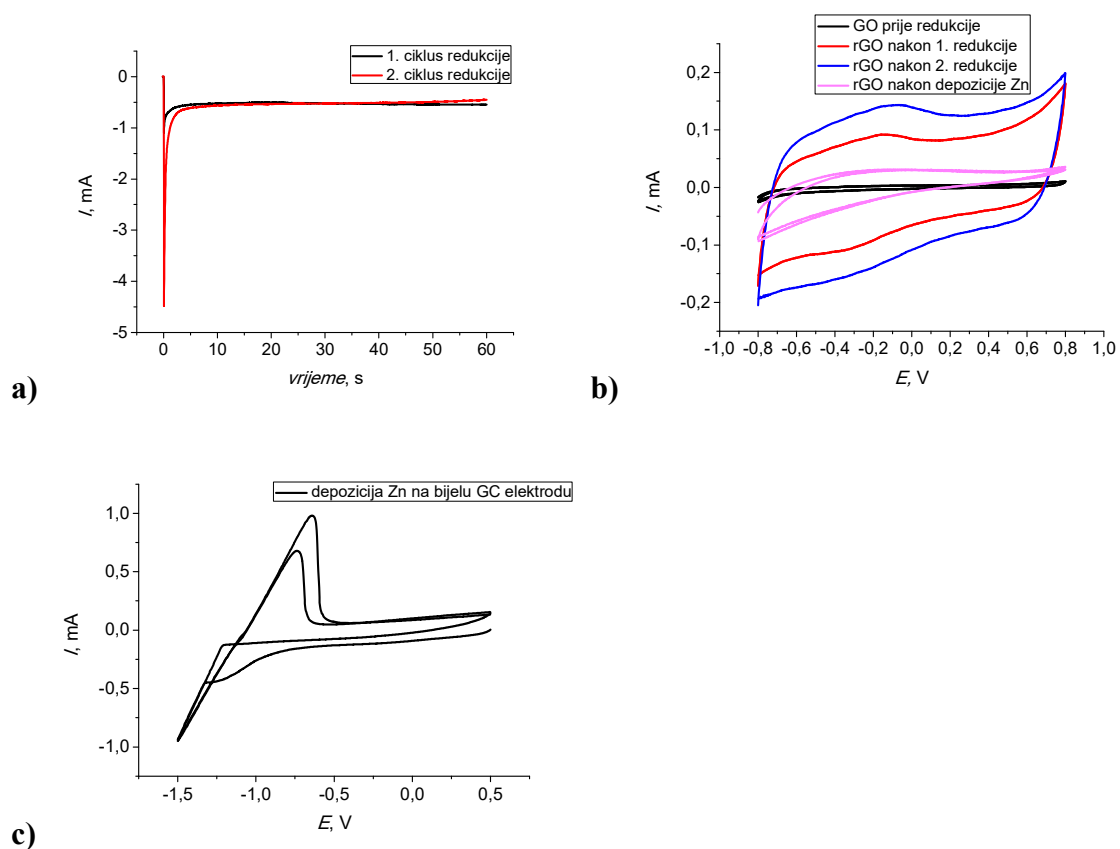 1. ciklus redukcije
2. ciklus redukcije
0
-1
-2
-3
-4
-5
I, mA
0 10 20 30 40 50 60
vrijeme, s
a)
GO prije redukcije
rGO nakon 1. redukcije
rGO nakon 2. redukcije
rGO nakon depozicije Zn
0,2
0,1
0,0
-0,1
-0,2
I, mA
-1,0 -0,8 -0,6 -0,4 -0,2 0,0 0,2 0,4 0,6 0,8 1,0
E, V
b)
depozicija Zn na bijelu GC elektrodu
1,0
0,5
0,0
-0,5
-1,0
I, mA
-1,5 -1,0 -0,5 0,0 0,5
E, V
c)